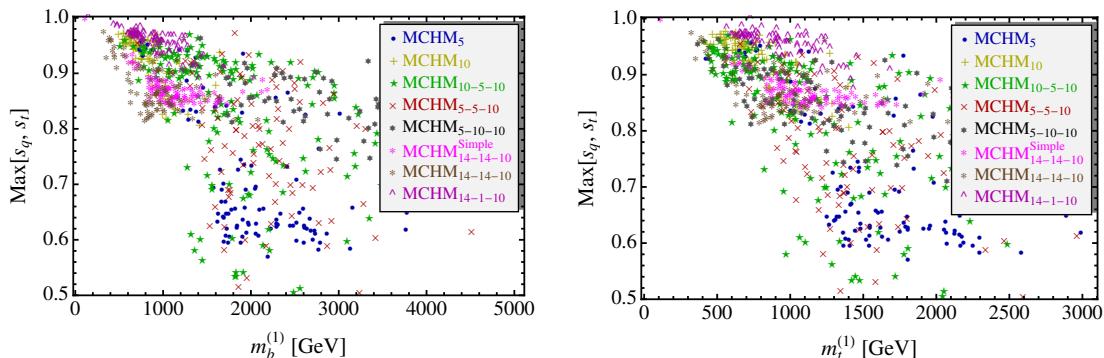 Max[s_q, s_t]
1.0
0.9
0.8
0.7
0.6
0.5
0 1000 2000 3000 4000 5000
m_b^(1) [GeV]
MCHM_5
MCHM_10
MCHM_10-5-10
MCHM_5-5-10
MCHM_5-10-10
MCHM_14-14-10^Simple
MCHM_14-14-10
MCHM_14-1-10
Max[s_q, s_t]
1.0
0.9
0.8
0.7
0.6
0.5
0 500 1000 1500 2000 2500 3000
m_t^(1) [GeV]
MCHM_5
MCHM_10
MCHM_10-5-10
MCHM_5-5-10
MCHM_5-10-10
MCHM_14-14-10^Simple
MCHM_14-14-10
MCHM_14-1-10